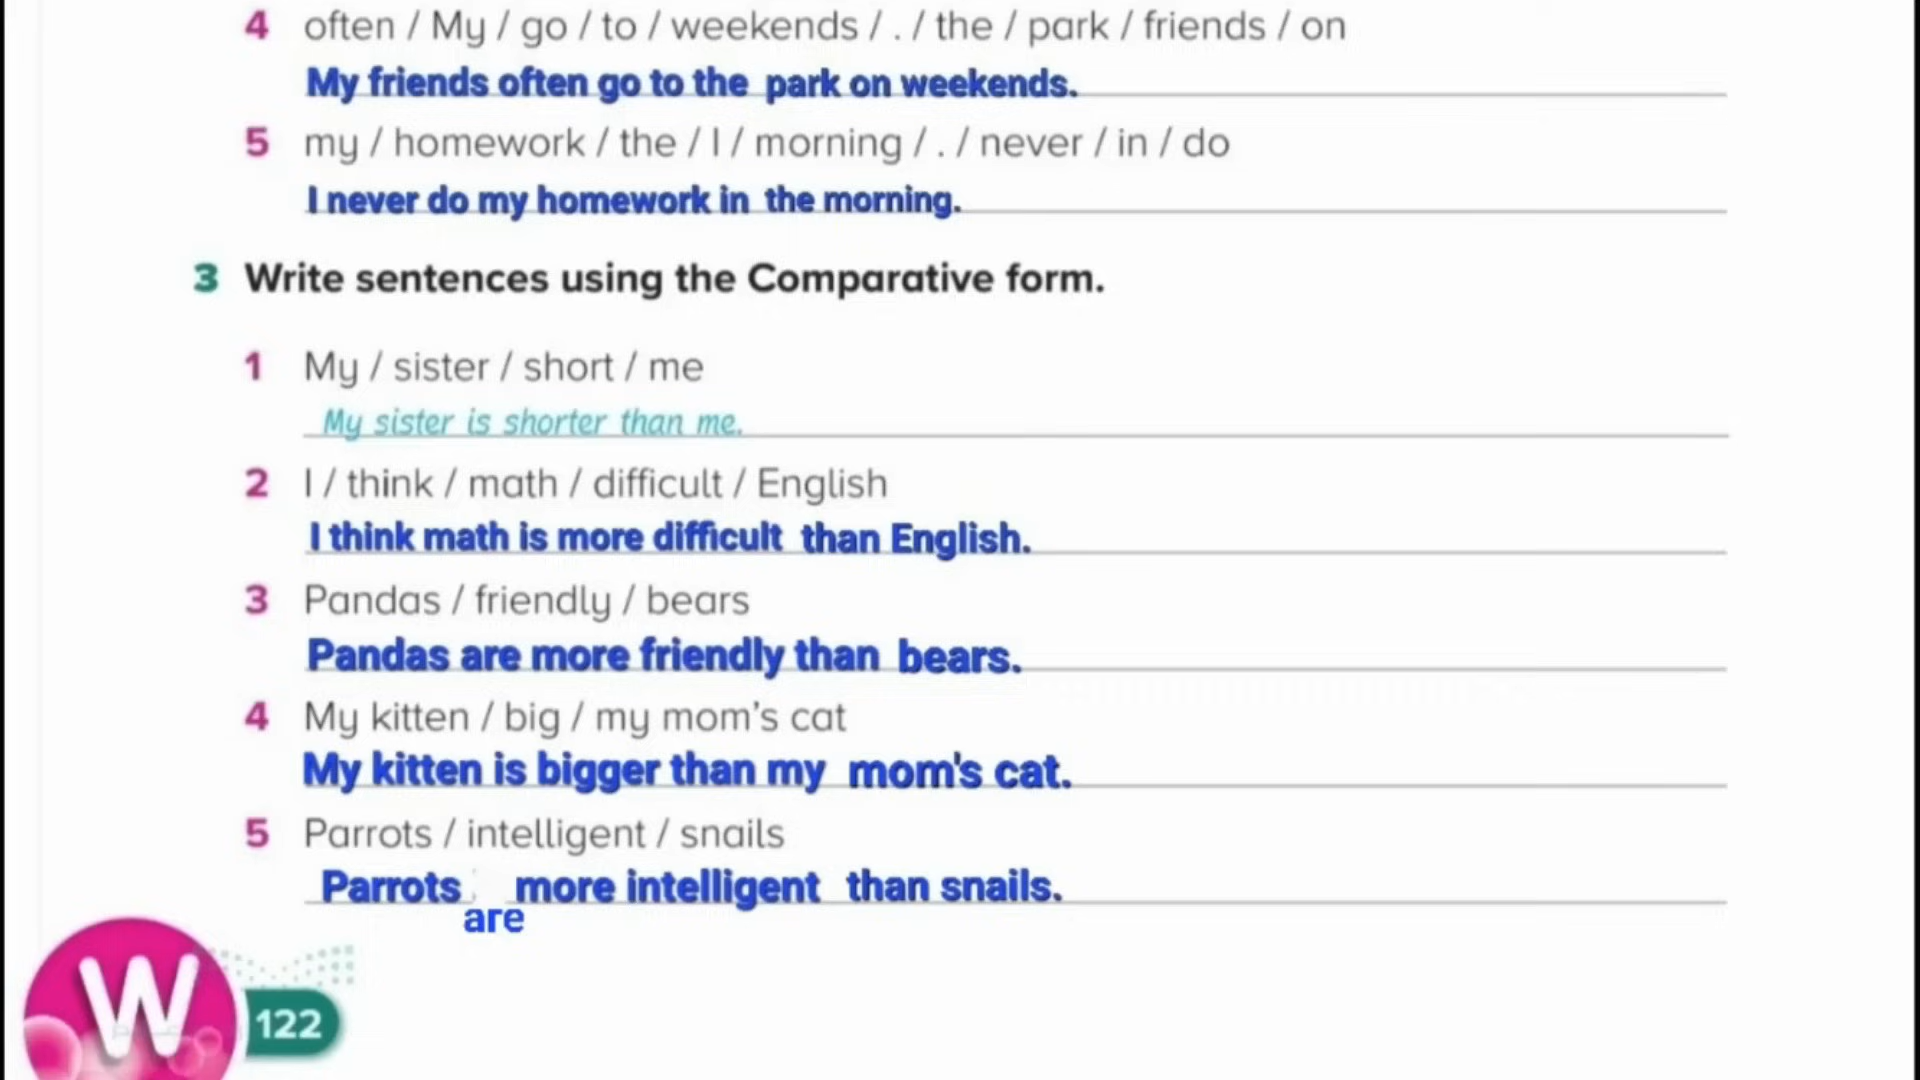 4 often / My / go / to / weekends / . / the / park / friends / on
My friends often go to the park on weekends.
5 my / homework / the / I / morning / . / never / in / do
I never do my homework in the morning.
3 Write sentences using the Comparative form.
1 My / sister / short / me
My sister is shorter than me.
2 I / think / math / difficult / English
I think math is more difficult than English.
3 Pandas / friendly / bears
Pandas are more friendly than bears.
4 My kitten / big / my mom's cat
My kitten is bigger than my mom's cat.
5 Parrots / intelligent / snails
Parrots more intelligent than snails.
are
W
122